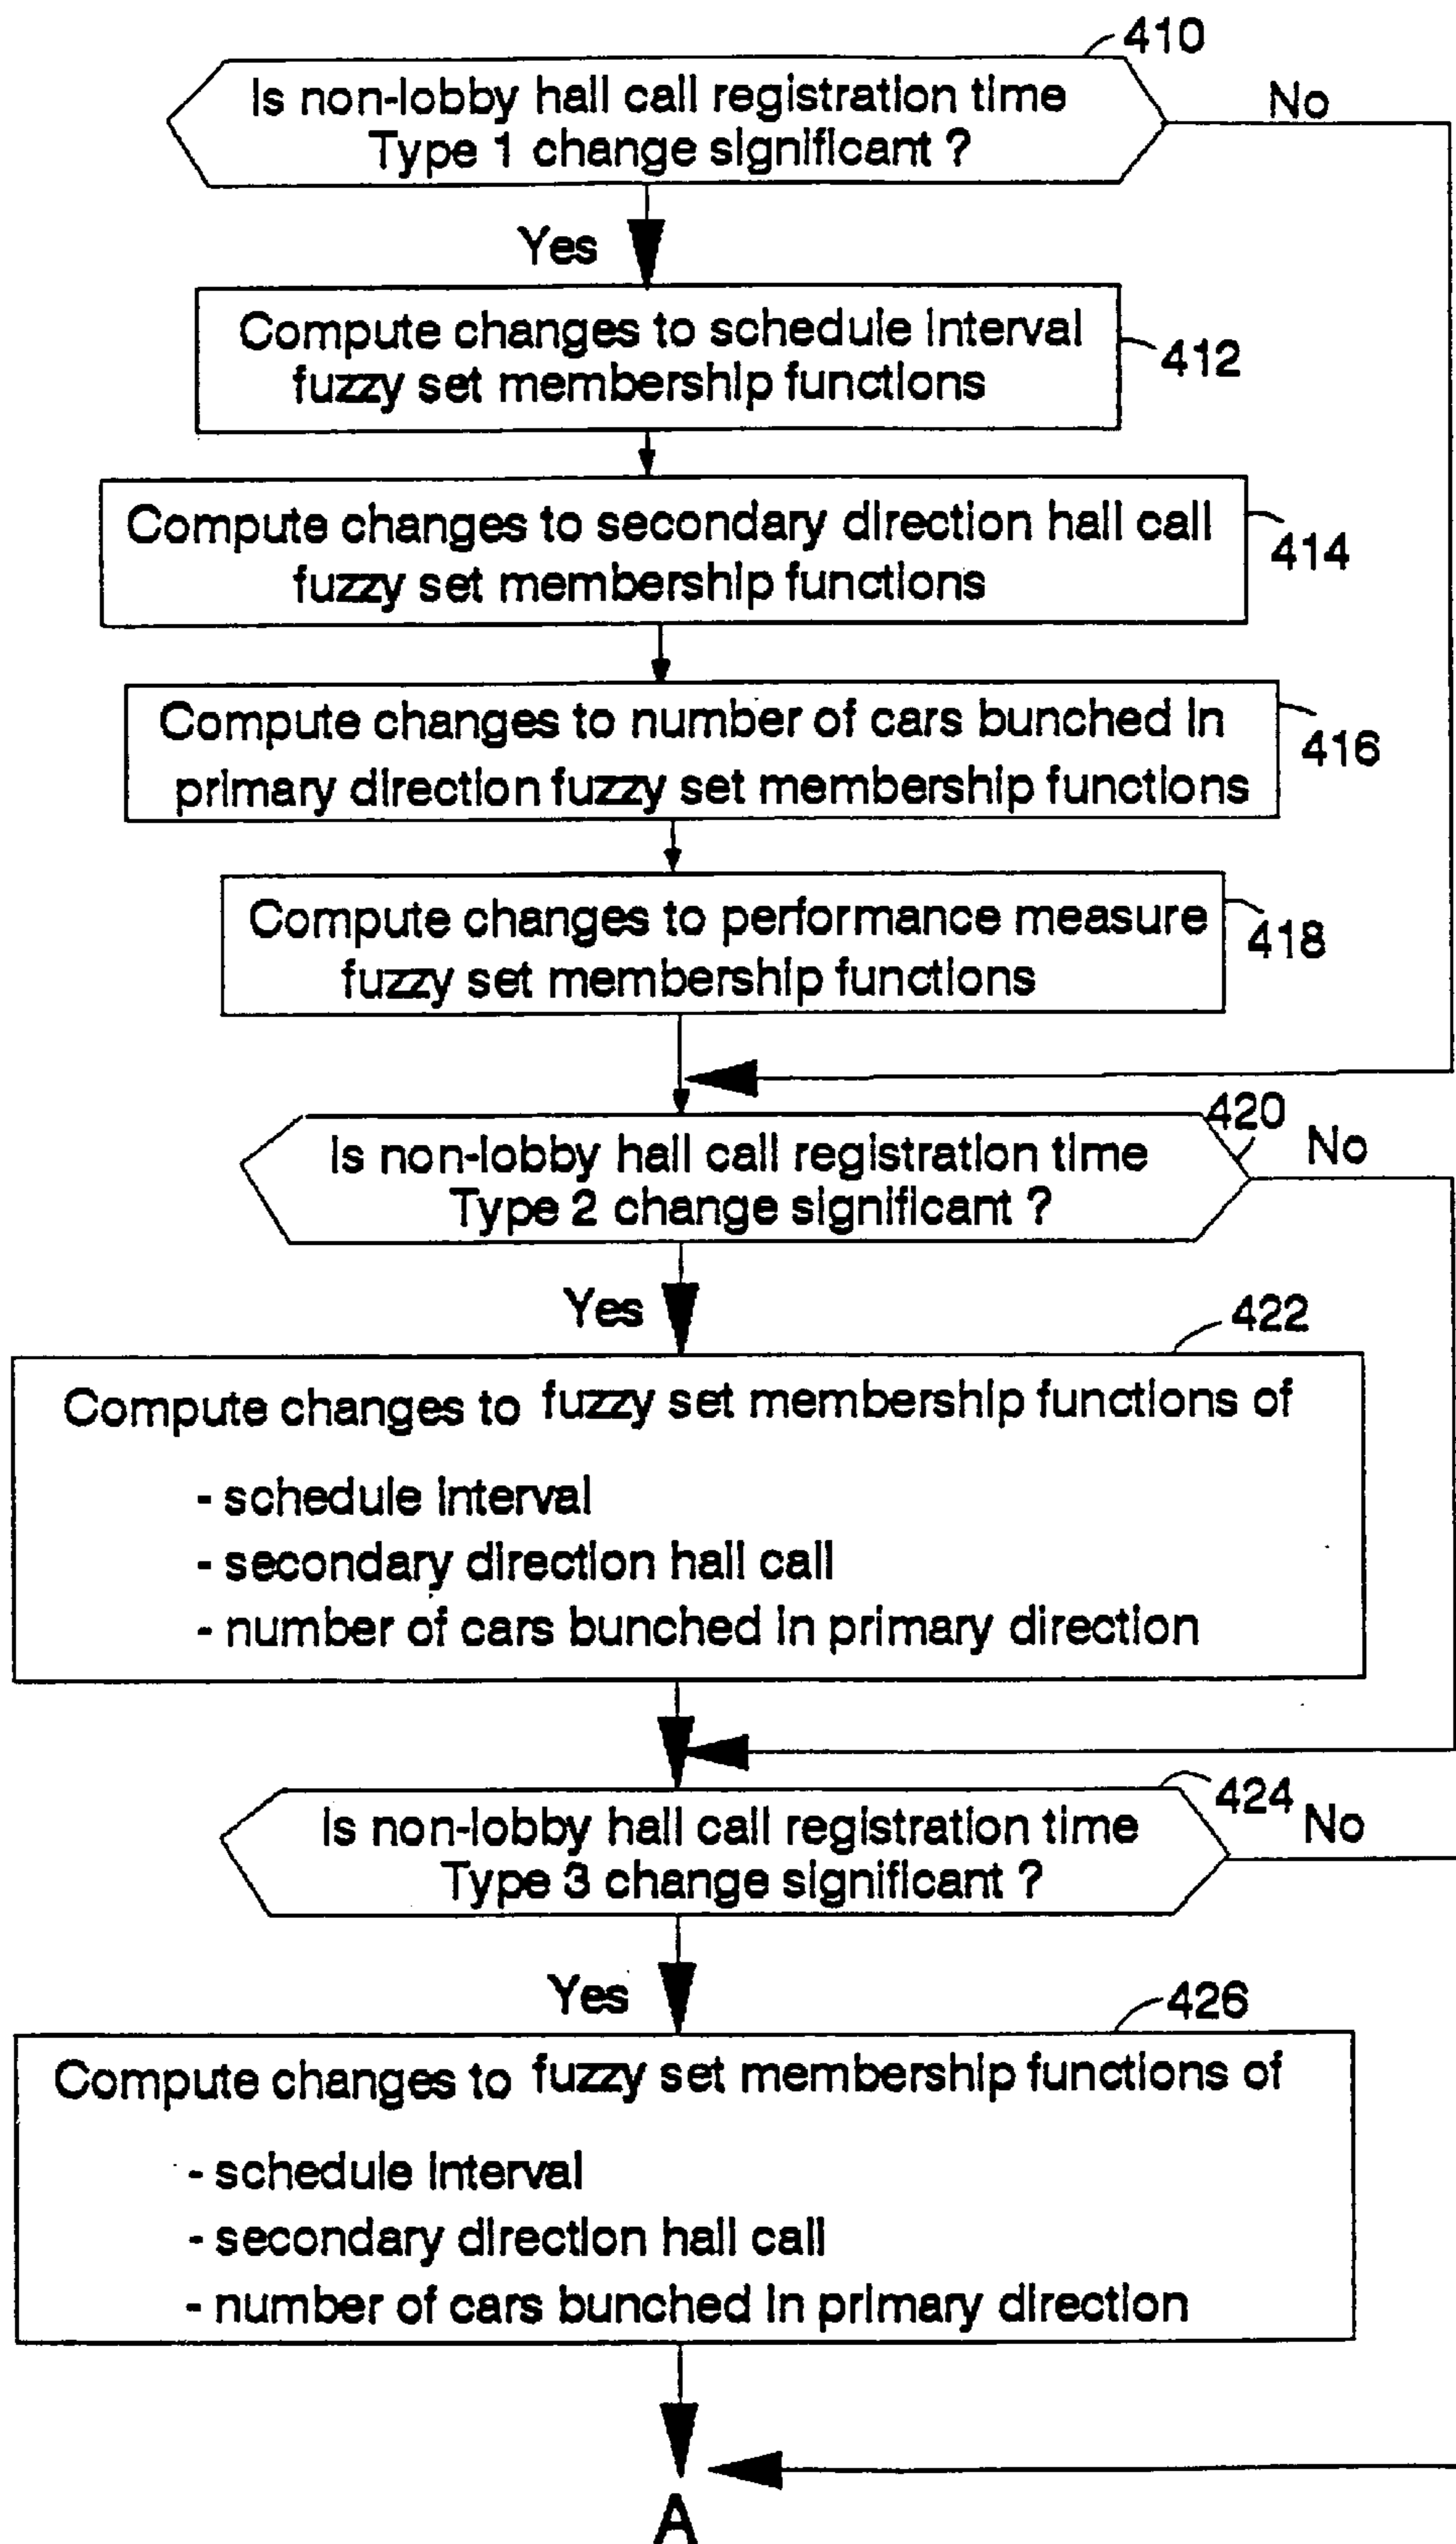 410
Is non-lobby hall call registration time
Type 1 change significant ?
No
Yes
Compute changes to schedule interval
fuzzy set membership functions
412
Compute changes to secondary direction hall call
fuzzy set membership functions
414
Compute changes to number of cars bunched in
primary direction fuzzy set membership functions
416
Compute changes to performance measure
fuzzy set membership functions
418
420
Is non-lobby hall call registration time
Type 2 change significant ?
No
Yes
422
Compute changes to fuzzy set membership functions of
- schedule interval
- secondary direction hall call
- number of cars bunched in primary direction
424
Is non-lobby hall call registration time
Type 3 change significant ?
No
Yes
426
Compute changes to fuzzy set membership functions of
- schedule interval
- secondary direction hall call
- number of cars bunched in primary direction
A